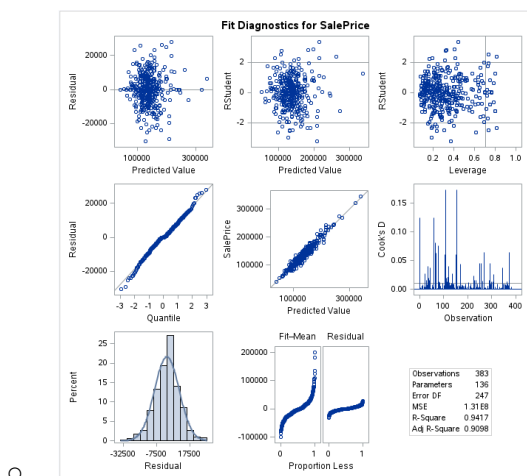 Fit Diagnostics for SalePrice
20000
0
-20000
Residual
100000 300000
Predicted Value
2
0
-2
RStudent
100000 200000 300000
Predicted Value
2
0
-2
RStudent
0.2 0.4 0.6 0.8 1.0
Leverage
20000
0
-20000
Residual
-3 -2 -1 0 1 2 3
Quantile
300000
200000
100000
SalePrice
100000 300000
Predicted Value
0.15
0.10
0.05
0.00
Cook's D
0 100 200 300 400
Observation
25
20
15
10
5
0
Percent
-32500 -7500 17500
Residual
Fit–Mean Residual
200000
100000
0
-100000
0 1 0 1
Proportion Less
Observations 383
Parameters 136
Error DF 247
MSE 1.31E8
R-Square 0.9417
Adj R-Square 0.9098